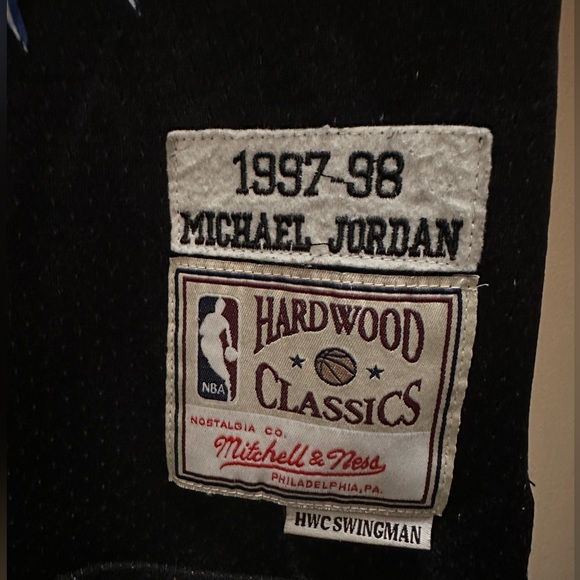 1997-98
MICHAEL JORDAN
HARDWOOD
CLASSICS
NBA
NOSTALGIA CO.
Mitchell & Ness
PHILADELPHIA, PA.
HWC SWINGMAN